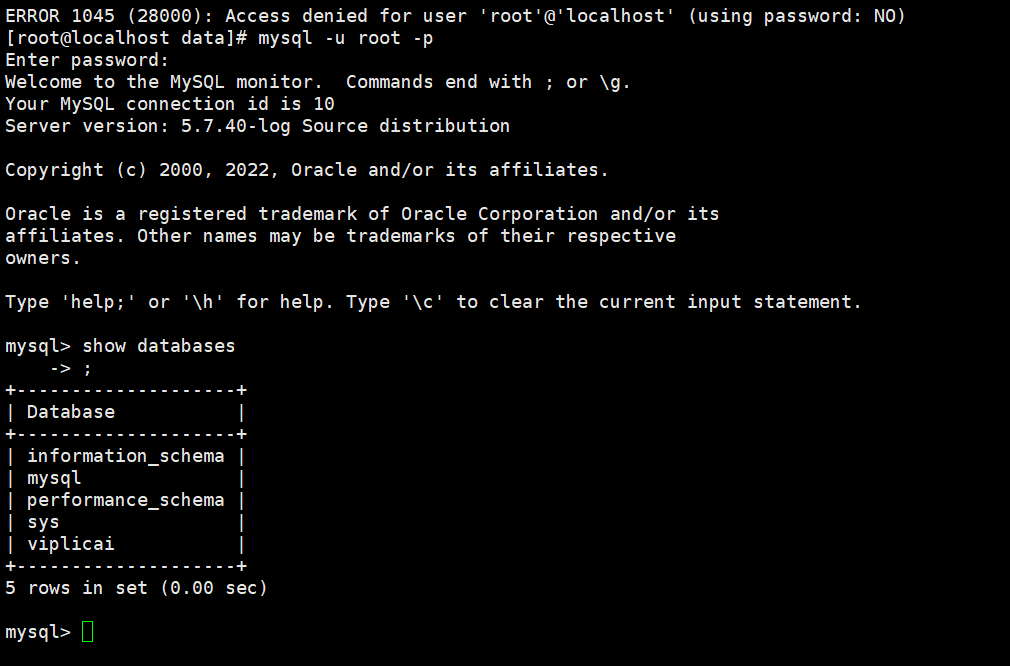 ERROR 1045 (28000): Access denied for user 'root'@'localhost' (using password: NO)
[root@localhost data]# mysql -u root -p
Enter password:
Welcome to the MySQL monitor.  Commands end with ; or \g.
Your MySQL connection id is 10
Server version: 5.7.40-log Source distribution

Copyright (c) 2000, 2022, Oracle and/or its affiliates.

Oracle is a registered trademark of Oracle Corporation and/or its
affiliates. Other names may be trademarks of their respective
owners.

Type 'help;' or '\h' for help. Type '\c' to clear the current input statement.

mysql> show databases
    -> ;
+--------------------+
| Database           |
+--------------------+
| information_schema |
| mysql              |
| performance_schema |
| sys                |
| viplicai           |
+--------------------+
5 rows in set (0.00 sec)

mysql>